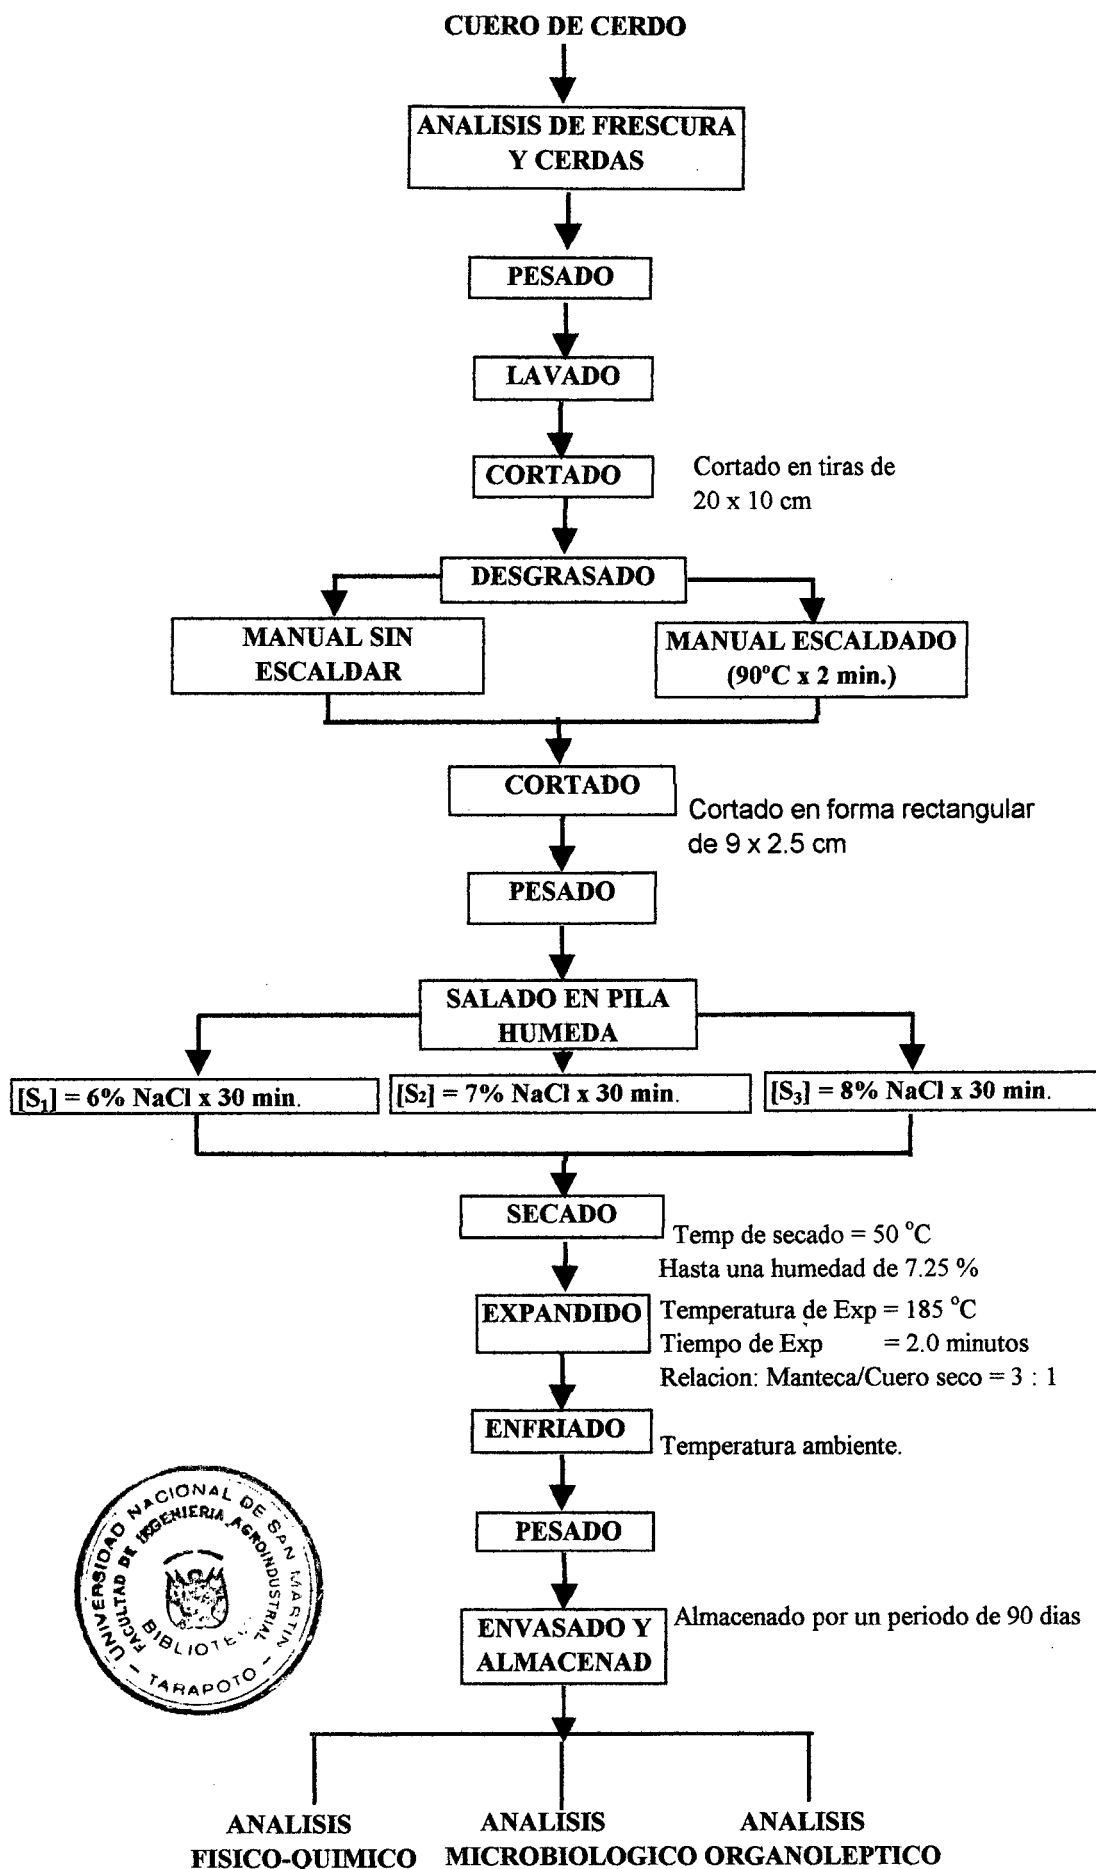 CUERO DE CERDO
ANALISIS DE FRESCURA
Y CERDAS
PESADO
LAVADO
CORTADO
Cortado en tiras de
20 x 10 cm
DESGRASADO
MANUAL SIN
ESCALDAR
MANUAL ESCALDADO
(90ºC x 2 min.)
CORTADO
Cortado en forma rectangular
de 9 x 2.5 cm
PESADO
SALADO EN PILA
HUMEDA
[S₁] = 6% NaCl x 30 min.
[S₂] = 7% NaCl x 30 min.
[S₃] = 8% NaCl x 30 min.
SECADO
Temp de secado = 50 °C
Hasta una humedad de 7.25 %
EXPANDIDO
Temperatura de Exp = 185 °C
Tiempo de Exp = 2.0 minutos
Relacion: Manteca/Cuero seco = 3 : 1
ENFRIADO
Temperatura ambiente.
PESADO
ENVASADO Y
ALMACENAD
Almacenado por un periodo de 90 dias
UNIVERSIDAD NACIONAL DE SAN MARTIN
FACULTAD DE INGENIERIA AGROINDUSTRIAL
- TARAPOTO -
ANALISIS
FISICO-QUIMICO
ANALISIS
MICROBIOLOGICO
ANALISIS
ORGANOLEPTICO